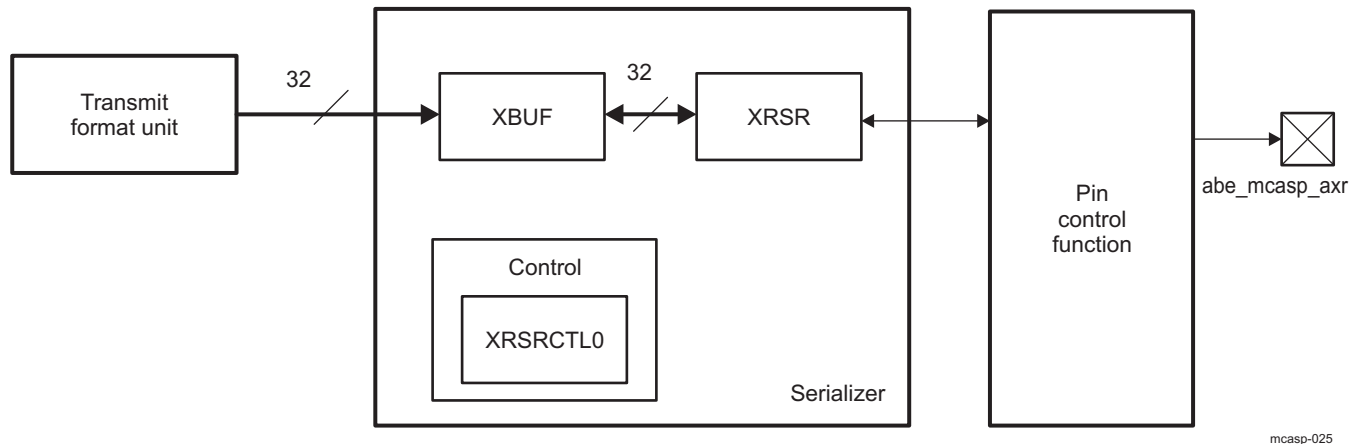 Transmit
format unit
32
XBUF
32
XRSR
Control
XRSRCTL0
Serializer
Pin
control
function
abe_mcasp_axr
mcasp-025